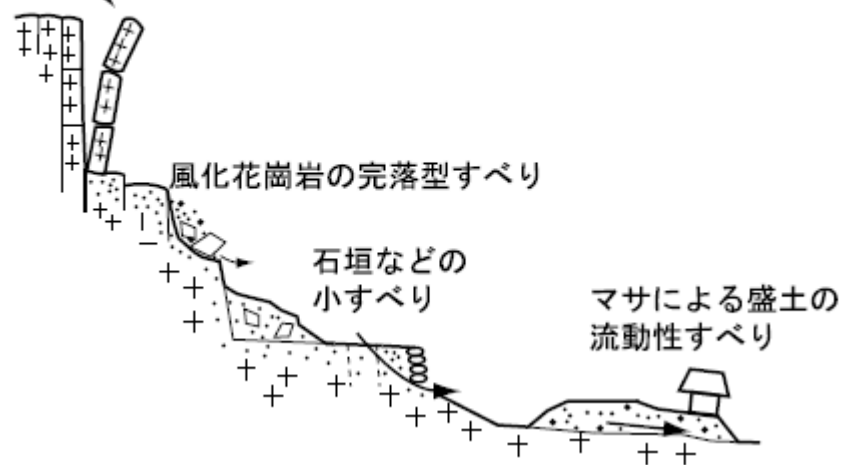 風化花崗岩の完落型すべり
石垣などの
小すべり
マサによる盛土の
流動性すべり